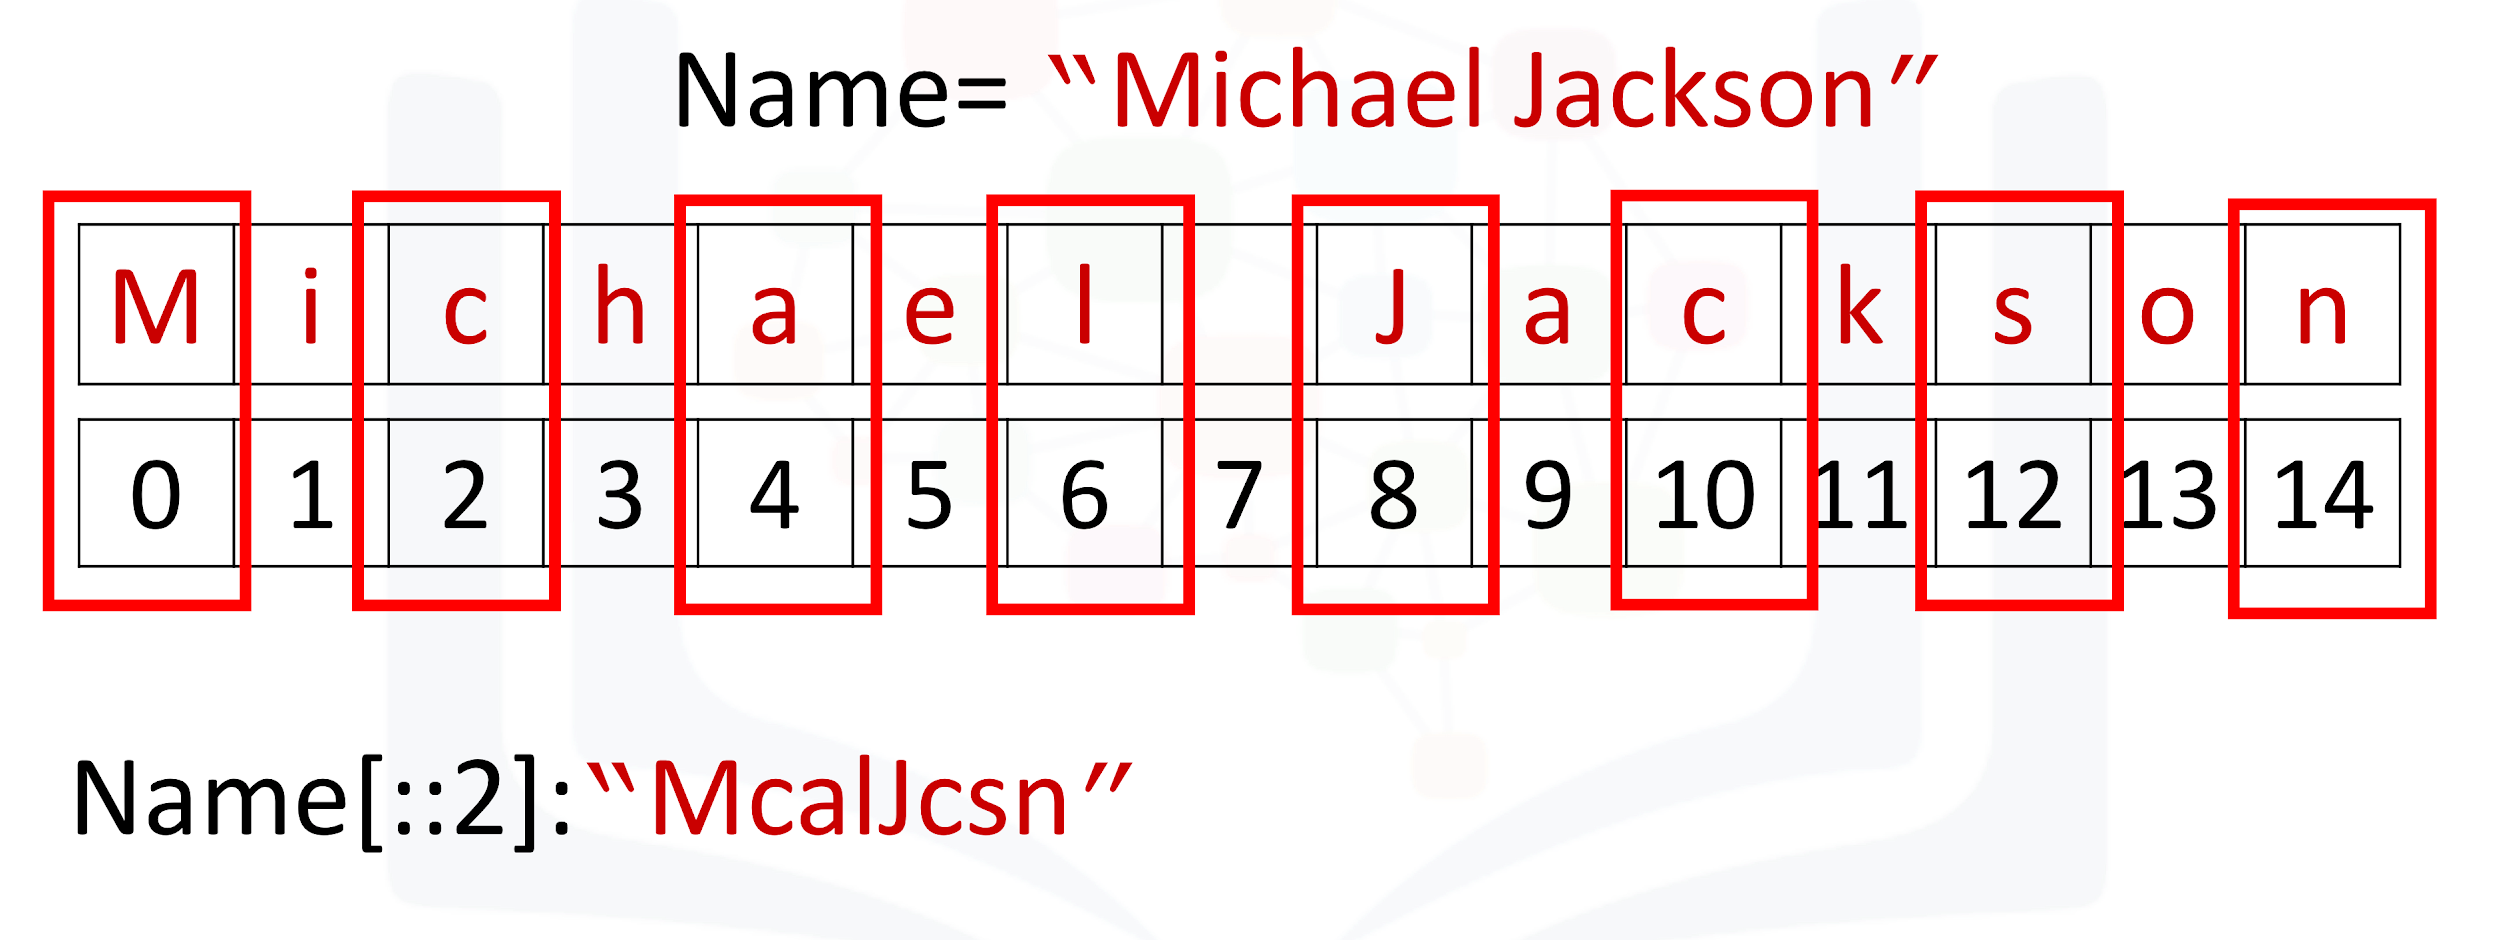 Name= “Michael Jackson”
M i c h a e l J a c k s o n
0 1 2 3 4 5 6 7 8 9 10 11 12 13 14
Name[::2]:“McalJcsn”